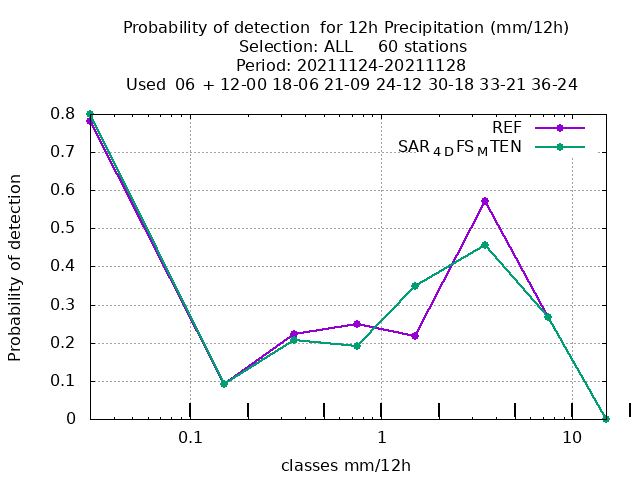 Probability of detection  for 12h Precipitation (mm/12h)
Selection: ALL     60 stations
Period: 20211124-20211128
Used  06 + 12-00 18-06 21-09 24-12 30-18 33-21 36-24
REF
SAR4DFSMTEN
0.8
0.7
0.6
0.5
0.4
0.3
0.2
0.1
0
Probability of detection
0.1 1 10
classes mm/12h